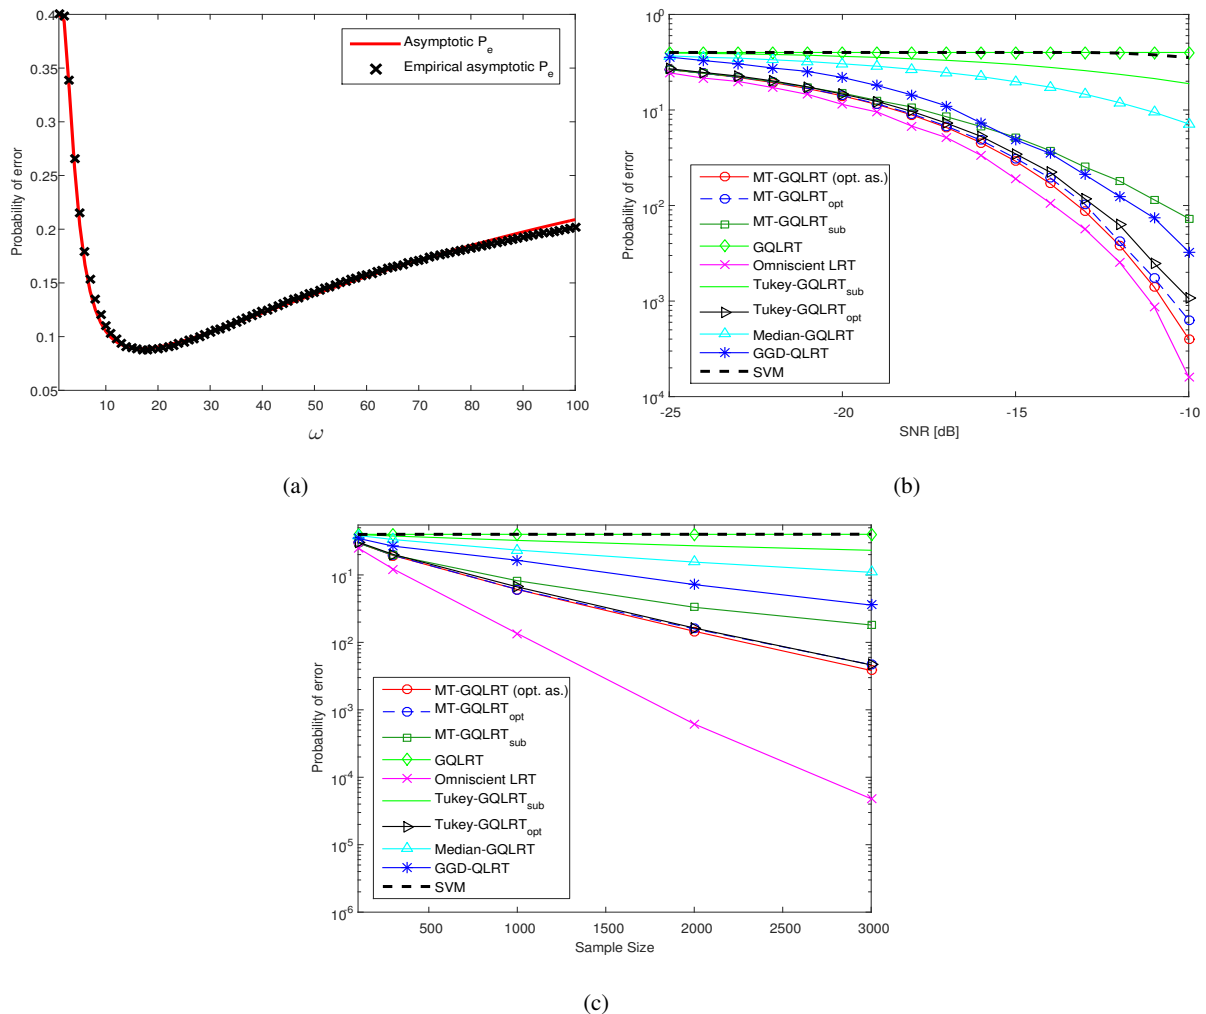 0.4
0.35
0.3
0.25
0.2
0.15
0.1
0.05
10 20 30 40 50 60 70 80 90 100
Probability of error
ω
Asymptotic P_e
Empirical asymptotic P_e
(a)
10^0
10^-1
10^-2
10^-3
10^4
-25 -20 -15 -10
Probability of error
SNR [dB]
MT-GQLRT (opt. as.)
MT-GQLRT_opt
MT-GQLRT_sub
GQLRT
Omniscient LRT
Tukey-GQLRT_sub
Tukey-GQLRT_opt
Median-GQLRT
GGD-QLRT
SVM
(b)
10^-1
10^-2
10^-3
10^-4
10^-5
10^-6
500 1000 1500 2000 2500 3000
Probability of error
Sample Size
MT-GQLRT (opt. as.)
MT-GQLRT_opt
MT-GQLRT_sub
GQLRT
Omniscient LRT
Tukey-GQLRT_sub
Tukey-GQLRT_opt
Median-GQLRT
GGD-QLRT
SVM
(c)